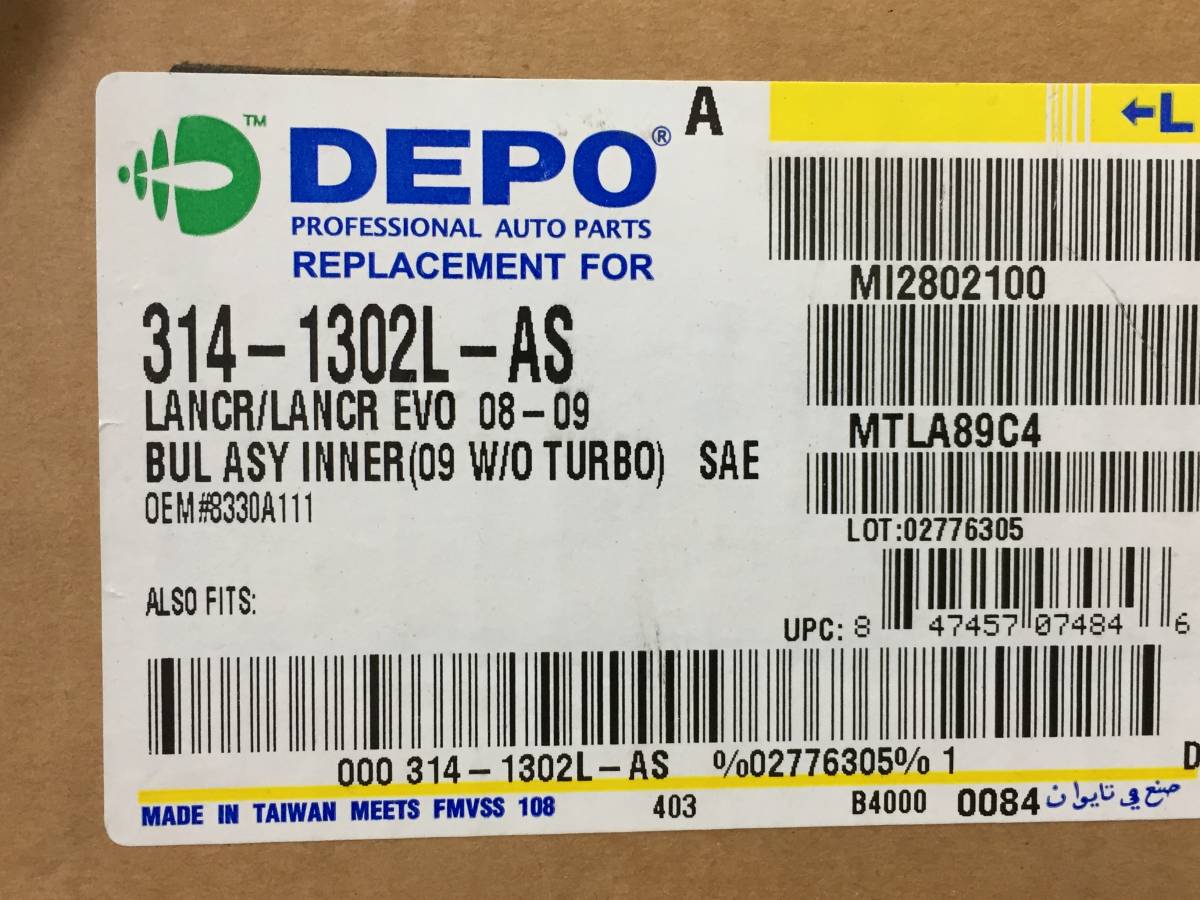 ™
DEPO®
A
←L
PROFESSIONAL AUTO PARTS
REPLACEMENT FOR
314-1302L-AS
LANCR/LANCR EVO 08-09
BUL ASY INNER(09 W/O TURBO) SAE
OEM#8330A111
ALSO FITS:
MI2802100
MTLA89C4
LOT:02776305
UPC: 8 47457 07484 6
000 314-1302L-AS %02776305% 1
D
MADE IN TAIWAN MEETS FMVSS 108 403 B4000 0084 صنع في تايوان